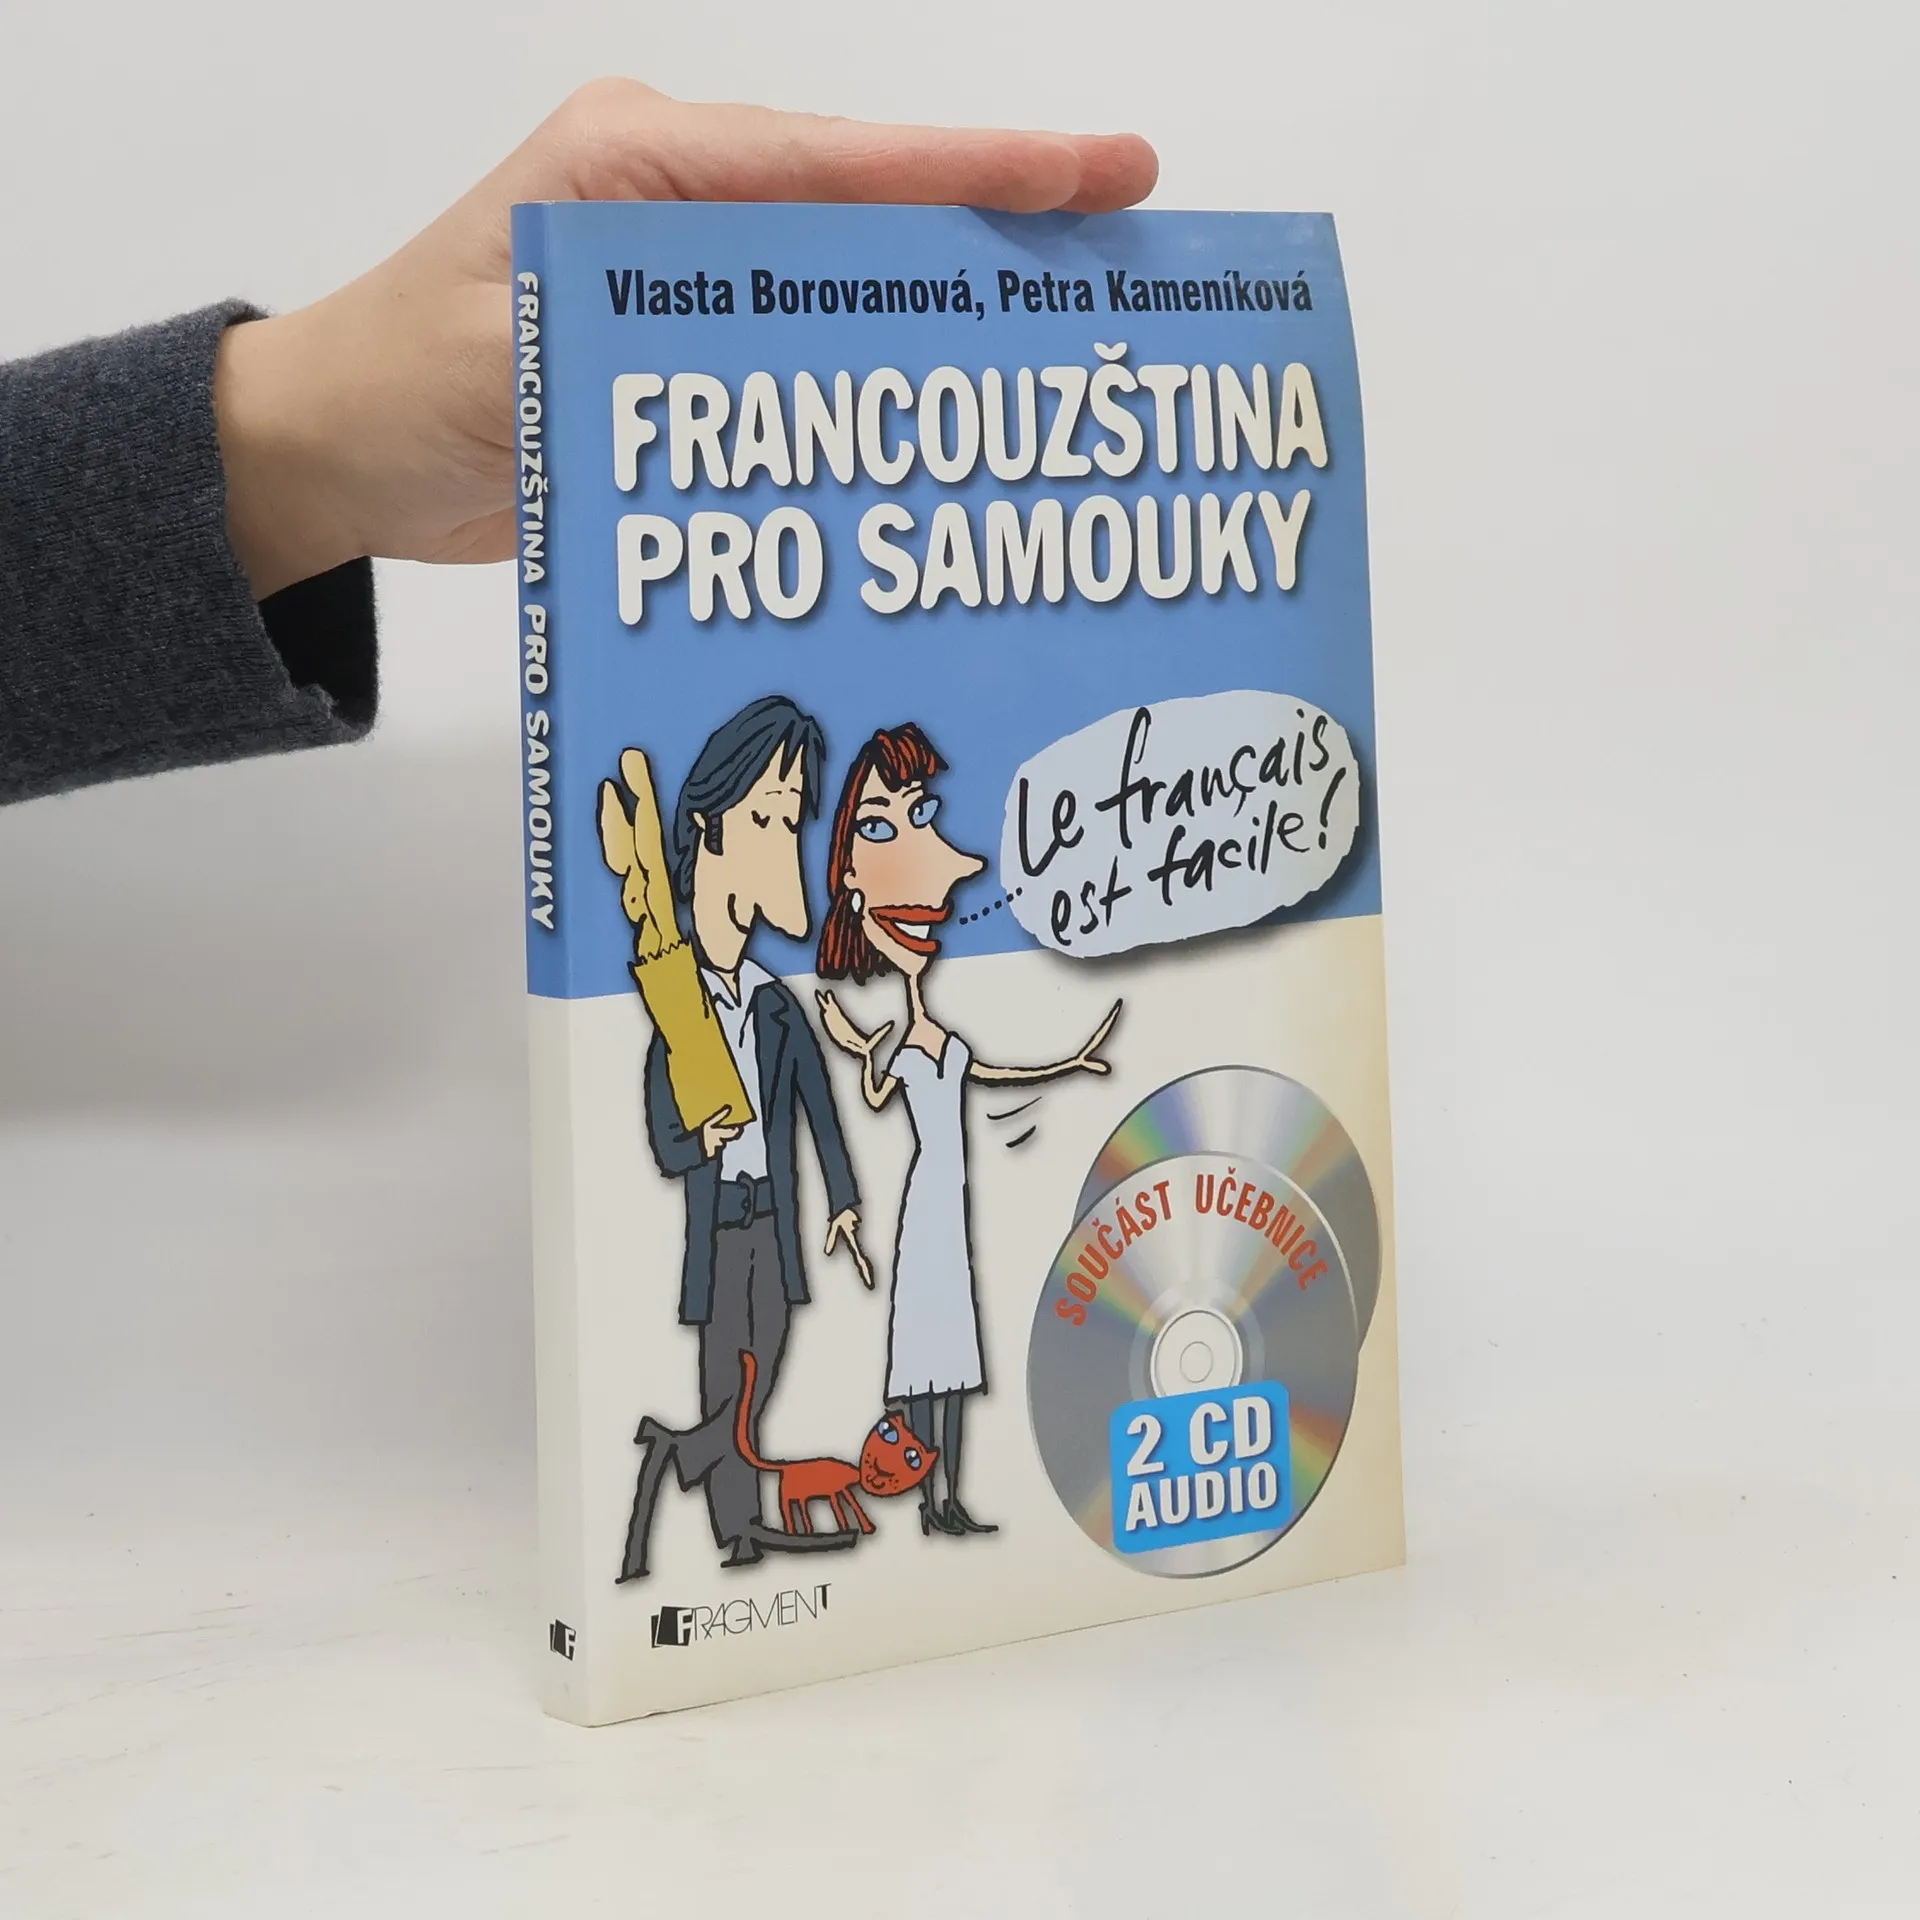 Vlasta Borovanová, Petra Kameníková
FRANCOUZŠTINA
PRO SAMOUKY
Le français
est facile!
SOUČÁST UČEBNICE
2 CD
AUDIO
FRAGMENT
FRANCOUZŠTINA PRO SAMOUKY
F